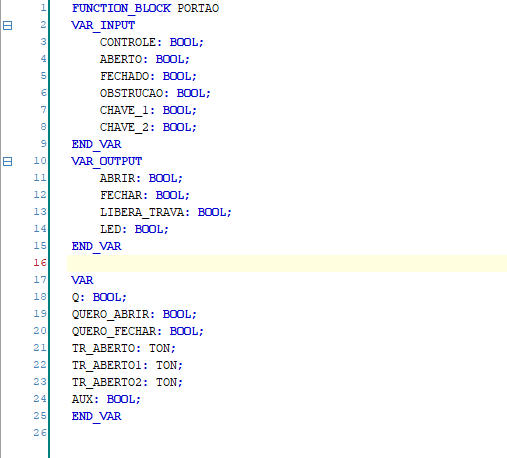 1 FUNCTION_BLOCK PORTAO
2 VAR_INPUT
3 CONTROLE: BOOL;
4 ABERTO: BOOL;
5 FECHADO: BOOL;
6 OBSTRUCAO: BOOL;
7 CHAVE_1: BOOL;
8 CHAVE_2: BOOL;
9 END_VAR
10 VAR_OUTPUT
11 ABRIR: BOOL;
12 FECHAR: BOOL;
13 LIBERA_TRAVA: BOOL;
14 LED: BOOL;
15 END_VAR
16
17 VAR
18 Q: BOOL;
19 QUERO_ABRIR: BOOL;
20 QUERO_FECHAR: BOOL;
21 TR_ABERTO: TON;
22 TR_ABERTO1: TON;
23 TR_ABERTO2: TON;
24 AUX: BOOL;
25 END_VAR
26